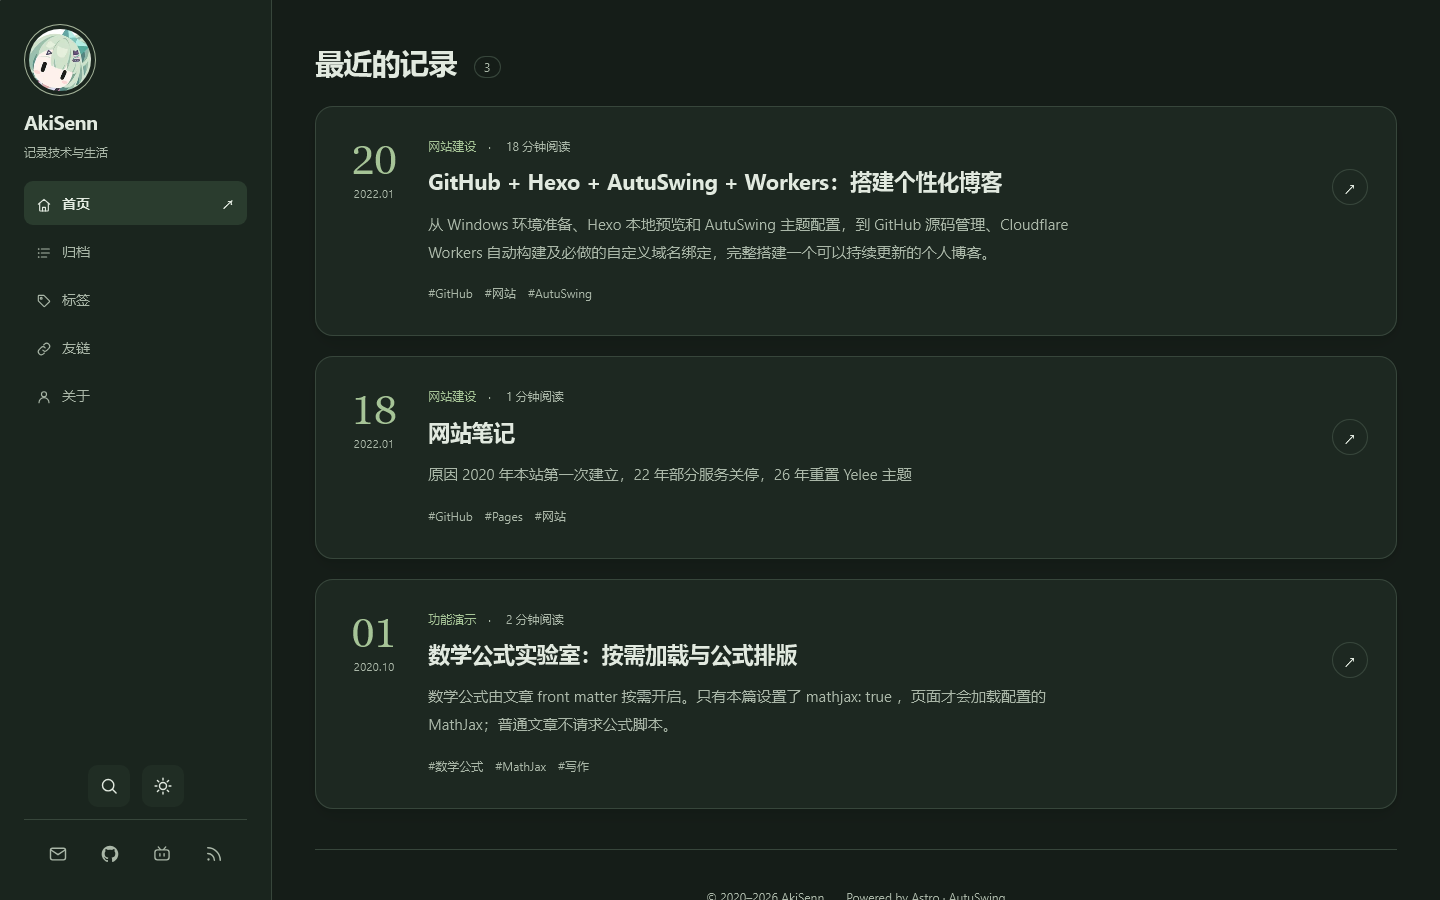 AkiSenn
记录技术与生活
首页
归档
标签
友链
关于
最近的记录 3
20
2022.01
网站建设 · 18 分钟阅读
GitHub + Hexo + AutuSwing + Workers：搭建个性化博客
从 Windows 环境准备、Hexo 本地预览和 AutuSwing 主题配置，到 GitHub 源码管理、Cloudflare
Workers 自动构建及必做的自定义域名绑定，完整搭建一个可以持续更新的个人博客。
#GitHub #网站 #AutuSwing
18
2022.01
网站建设 · 1 分钟阅读
网站笔记
原因 2020 年本站第一次建立，22 年部分服务关停，26 年重置 Yelee 主题
#GitHub #Pages #网站
01
2020.10
功能演示 · 2 分钟阅读
数学公式实验室：按需加载与公式排版
数学公式由文章 front matter 按需开启。只有本篇设置了 mathjax: true ，页面才会加载配置的
MathJax；普通文章不请求公式脚本。
#数学公式 #MathJax #写作
© 2020–2026 AkiSenn Powered by Astro · AutuSwing